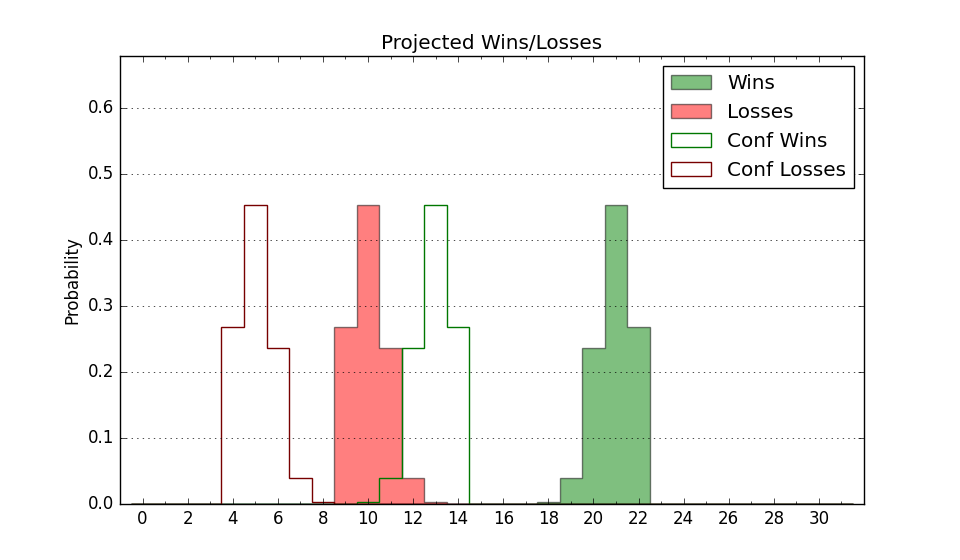 Projected Wins/Losses
Wins
Losses
Conf Wins
Conf Losses
Probability
0.6
0.5
0.4
0.3
0.2
0.1
0.0
0 2 4 6 8 10 12 14 16 18 20 22 24 26 28 30